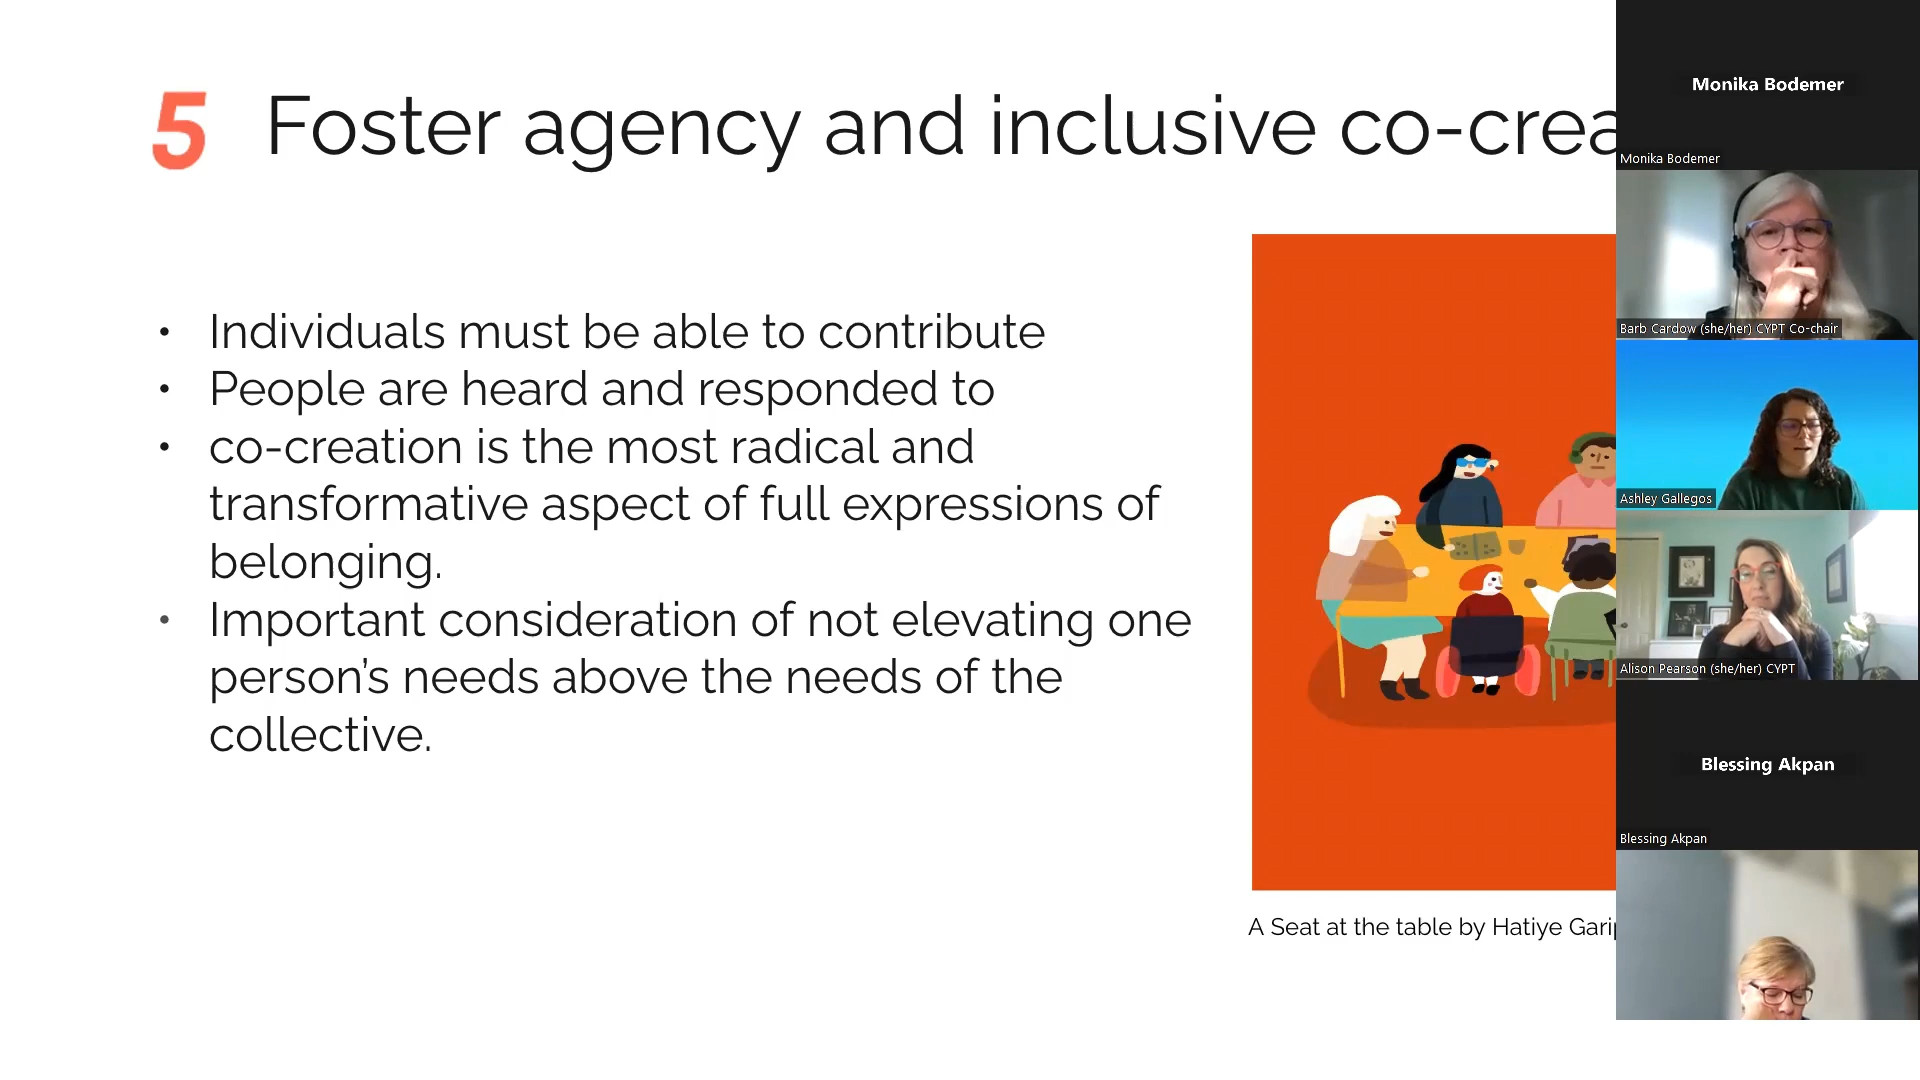 5 Foster agency and inclusive co-crea
• Individuals must be able to contribute
• People are heard and responded to
• co-creation is the most radical and
transformative aspect of full expressions of
belonging.
• Important consideration of not elevating one
person’s needs above the needs of the
collective.
A Seat at the table by Hatiye Garip
Monika Bodemer
Monika Bodemer
Barb Cardow (she/her) CYPT Co-chair
Ashley Gallegos
Alison Pearson (she/her) CYPT
Blessing Akpan
Blessing Akpan